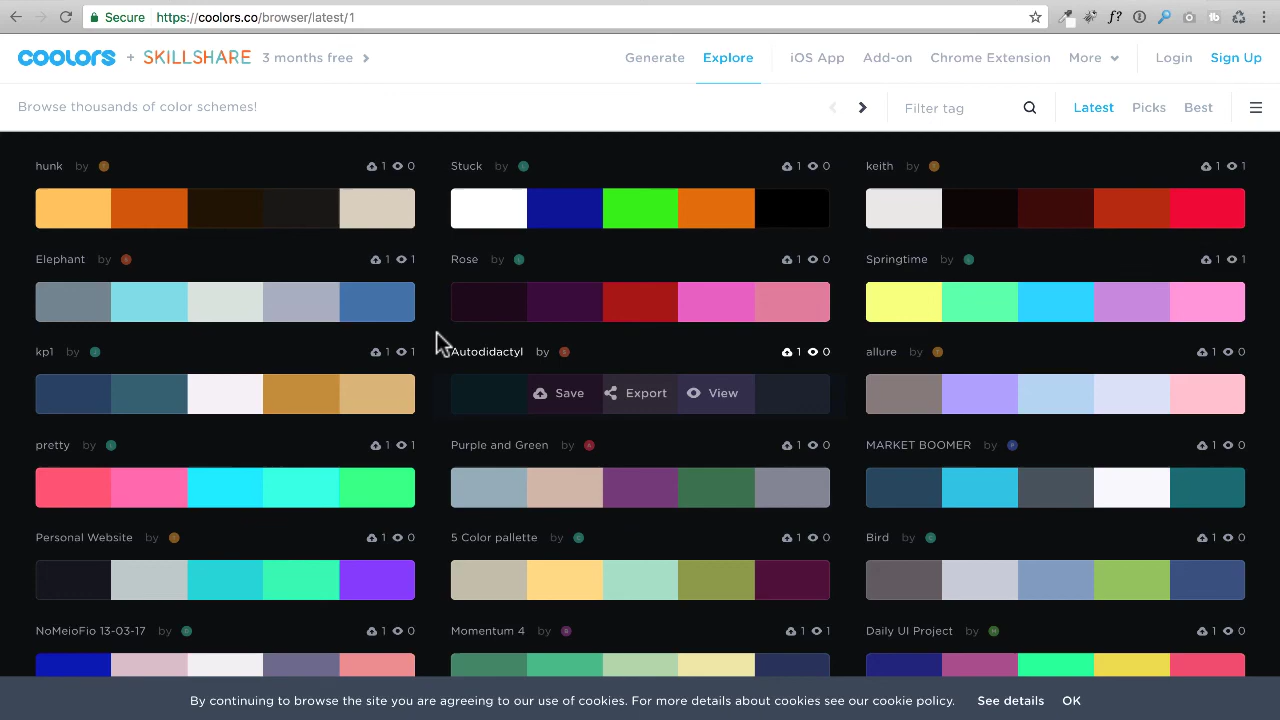 Secure https://coolors.co/browser/latest/1
coolors + SKILLSHARE 3 months free Generate Explore iOS App Add-on Chrome Extension More Login Sign Up
Browse thousands of color schemes! Filter tag Latest Picks Best
hunk by 1 0 Stuck by 1 0 keith by 1 1
Elephant by 1 1 Rose by 1 0 Springtime by 1 1
kp1 by 1 1 Autodidactyl by 1 0 allure by 1 0
Save Export View
pretty by 1 1 Purple and Green by 1 0 MARKET BOOMER by 1 0
Personal Website by 1 0 5 Color pallette by 1 0 Bird by 1 0
NoMeioFio 13-03-17 by 1 0 Momentum 4 by 1 1 Daily UI Project by 1 0
By continuing to browse the site you are agreeing to our use of cookies. For more details about cookies see our cookie policy. See details OK